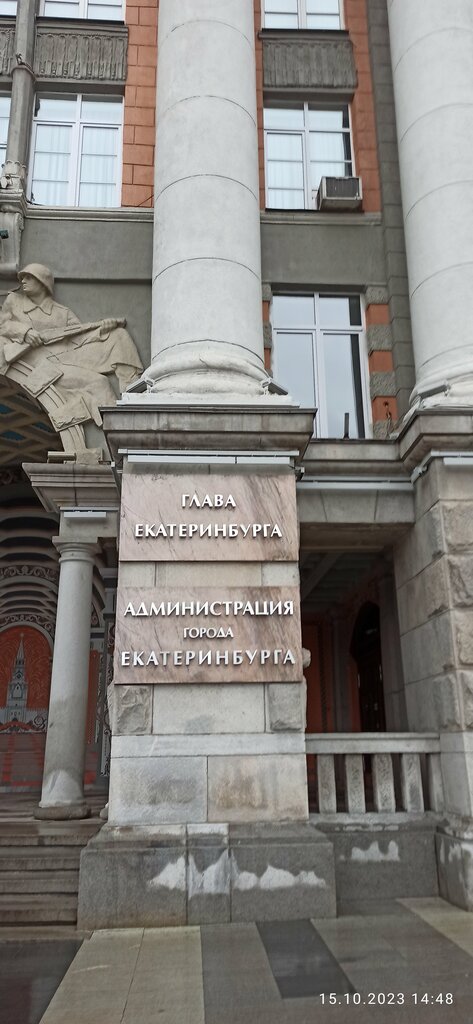 ГЛАВА
ЕКАТЕРИНБУРГА
АДМИНИСТРАЦИЯ
ГОРОДА
ЕКАТЕРИНБУРГА
15.10.2023 14:48